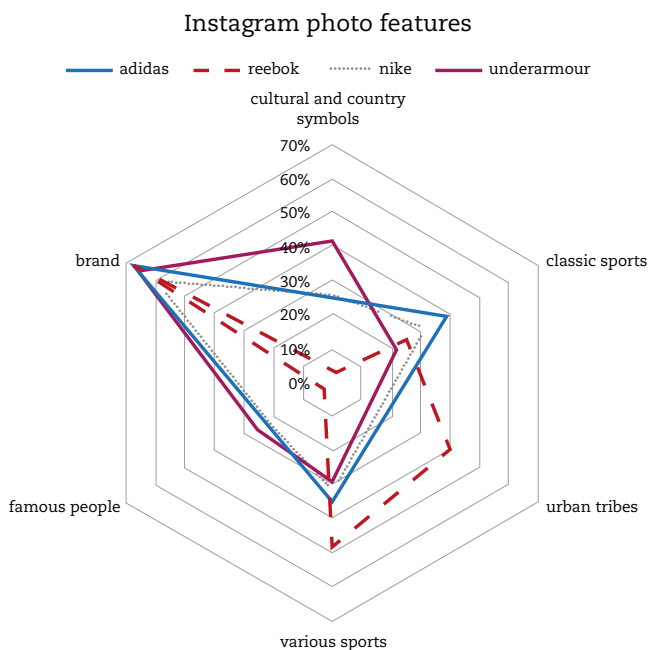 Instagram photo features
adidas reebok nike underarmour
cultural and country
symbols
70%
60%
50%
40%
30%
20%
10%
0%
brand
classic sports
famous people
urban tribes
various sports